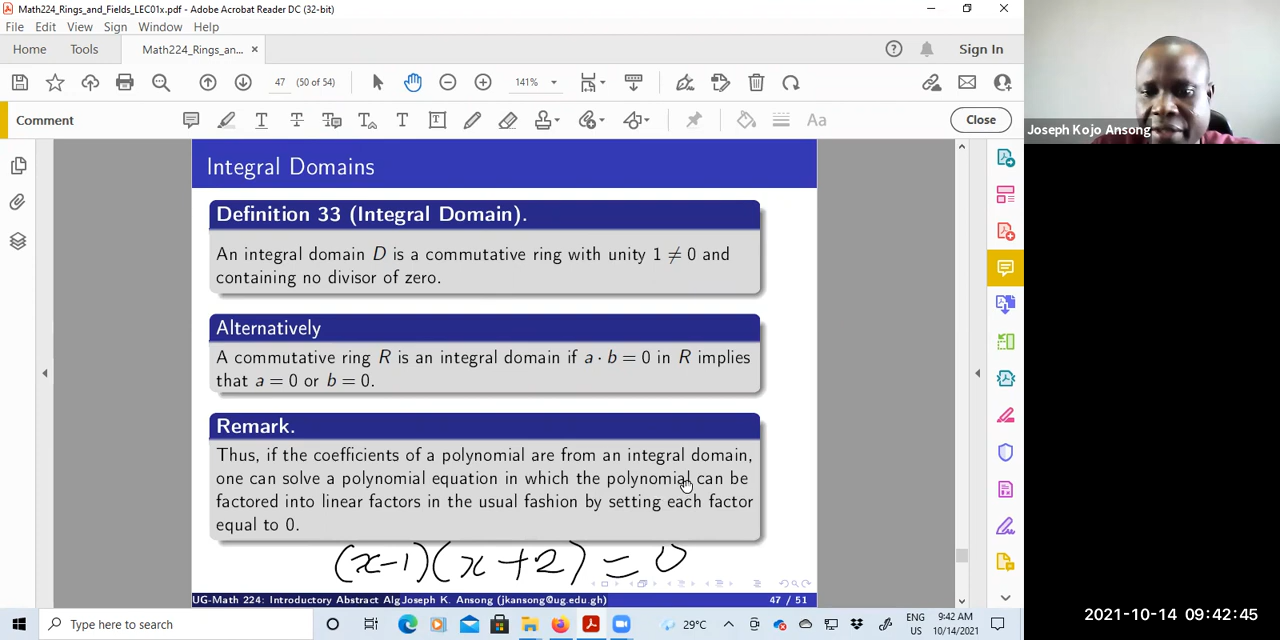 Math224_Rings_and_Fields_LEC01x.pdf - Adobe Acrobat Reader DC (32-bit)
File Edit View Sign Window Help
Home Tools Math224_Rings_an... × Sign In
47 (50 of 54) 141%
Comment Close
Joseph Kojo Ansong
Integral Domains
Definition 33 (Integral Domain).
An integral domain D is a commutative ring with unity 1 ≠ 0 and
containing no divisor of zero.
Alternatively
A commutative ring R is an integral domain if a · b = 0 in R implies
that a = 0 or b = 0.
Remark.
Thus, if the coefficients of a polynomial are from an integral domain,
one can solve a polynomial equation in which the polynomial can be
factored into linear factors in the usual fashion by setting each factor
equal to 0.
(x-1)(x+2) = 0
UG-Math 224: Introductory Abstract Alg Joseph K. Ansong (jkansong@ug.edu.gh) 47 / 51
Type here to search
29°C
ENG
US
9:42 AM
10/14/2021
2021-10-14 09:42:45